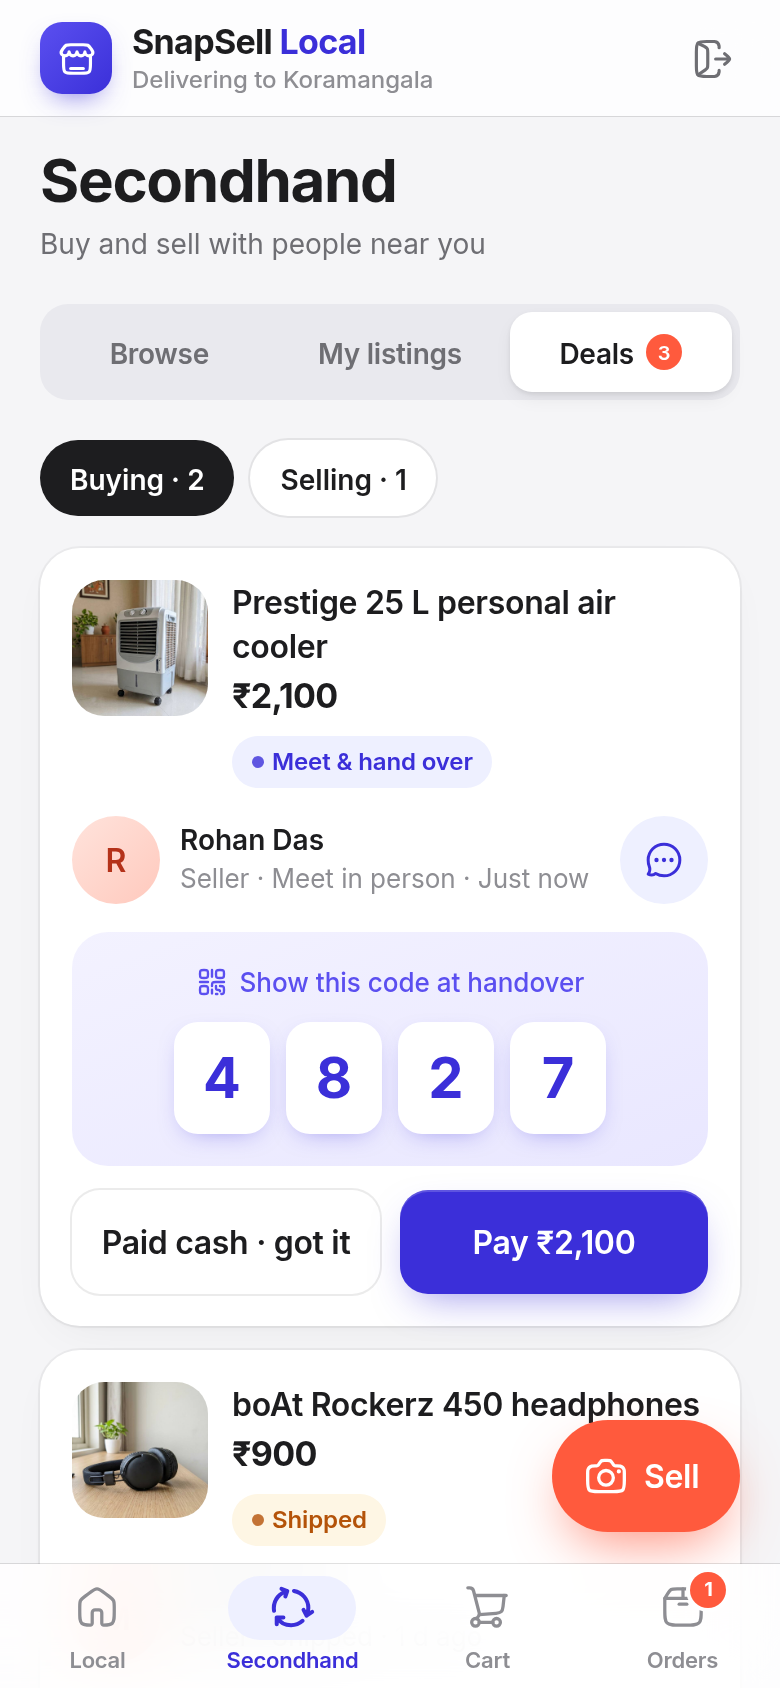 SnapSell Local
Delivering to Koramangala
Secondhand
Buy and sell with people near you
Browse
My listings
Deals 3
Buying · 2
Selling · 1
Prestige 25 L personal air
cooler
₹2,100
Meet & hand over
R
Rohan Das
Seller · Meet in person · Just now
Show this code at handover
4 8 2 7
Paid cash · got it
Pay ₹2,100
boAt Rockerz 450 headphones
₹900
Shipped
Sell
1
Local
Secondhand
Cart
Orders